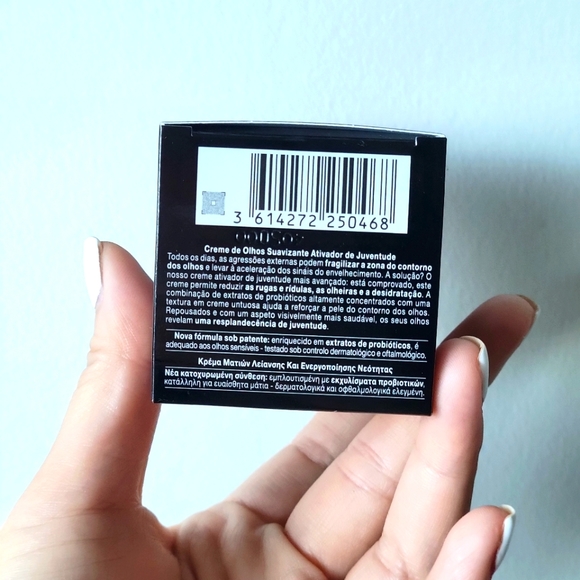 3 614272 250468
Creme de Olhos Suavizante Ativador de Juventude
Todos os dias, as agressões externas podem fragilizar a zona do contorno
dos olhos e levar à aceleração dos sinais do envelhecimento. A solução? O
nosso creme ativador de juventude mais avançado: está comprovado, este
creme permite reduzir as rugas e rídulas, as olheiras e a desidratação. A
combinação de extratos de probióticos altamente concentrados com uma
textura em creme untuosa ajuda a reforçar a pele do contorno dos olhos.
Repousados e com um aspeto visivelmente mais saudável, os seus olhos
revelam uma resplandecência de juventude.
Nova fórmula sob patente: enriquecido em extratos de probióticos, é
adequado aos olhos sensíveis - testado sob controlo dermatológico e oftalmológico.
Κρέμα Ματιών Λείανσης Και Ενεργοποίησης Νεότητας
Νέα κατοχυρωμένη σύνθεση: εμπλουτισμένη με εκχυλίσματα προβιοτικών,
κατάλληλη για ευαίσθητα μάτια - δερματολογικά και οφθαλμολογικά ελεγμένη.